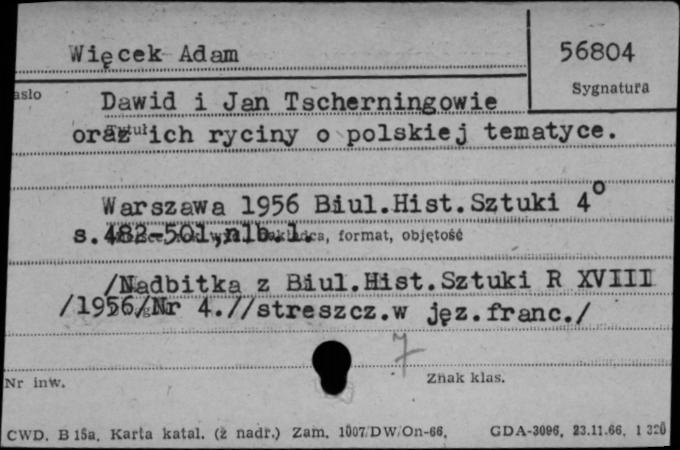 Więcek Adam
56804
Sygnatura
asło
Dawid i Jan Tscherningowie
oraz ich ryciny o polskiej tematyce.
Warszawa 1956 Biul.Hist.Sztuki 4°
s.482-501,nlb.1.
, format, objętość
/Nadbitka z Biul.Hist.Sztuki R XVIII
/1956/Nr 4.//streszcz.w jęz.franc./
7
Nr inw.
Znak klas.
CWD. B 15a. Karta katal. (z nadr.) Zam. 1007/DW/On-66. GDA-3096. 23.11.66. 1 320